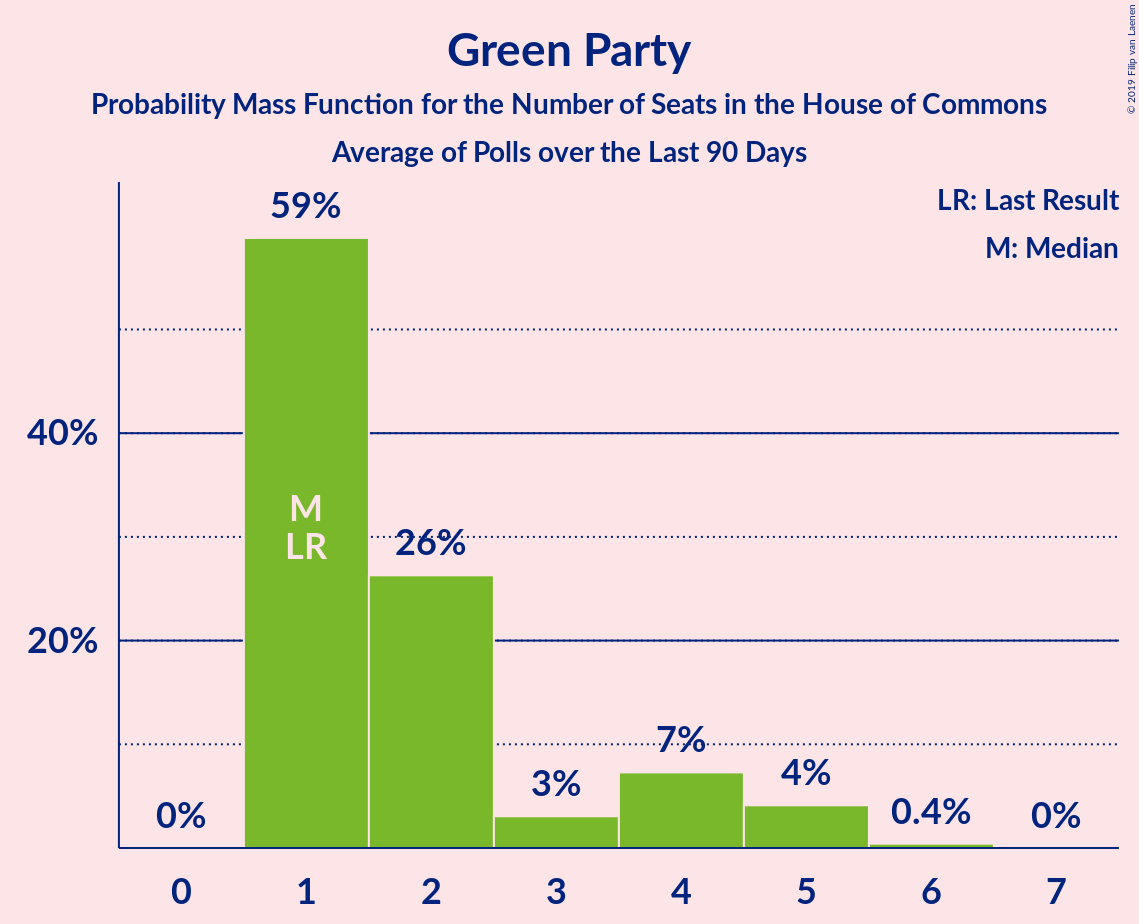 Green Party
Probability Mass Function for the Number of Seats in the House of Commons
Average of Polls over the Last 90 Days
© 2019 Filip van Laenen
LR: Last Result
M: Median
59%
40%
M
LR
26%
20%
0%
3%
7%
4%
0.4%
0%
0 1 2 3 4 5 6 7